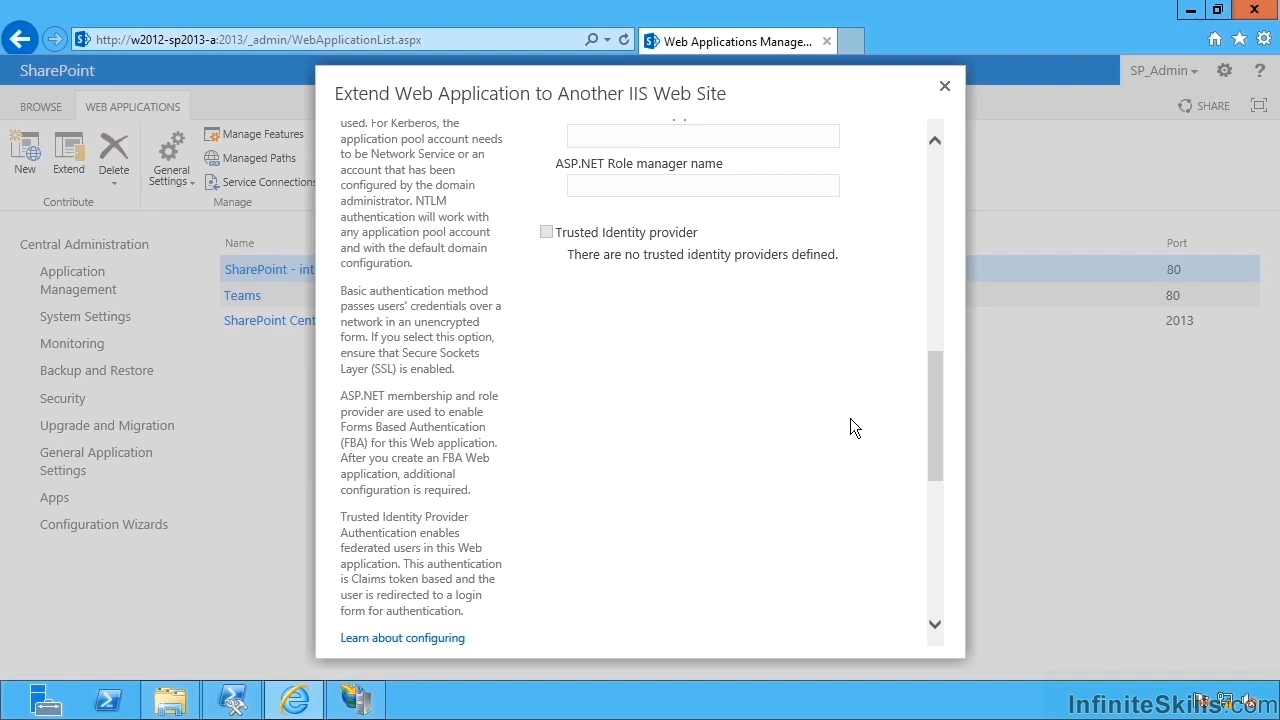 http://w2012-sp2013-a:2013/_admin/WebApplicationList.aspx
Web Applications Manage...
SharePoint
SP_Admin
?
BROWSE
WEB APPLICATIONS
SHARE
New
Extend
Delete
General
Settings
Manage Features
Managed Paths
Service Connections
Contribute
Manage
Central Administration
Application
Management
System Settings
Monitoring
Backup and Restore
Security
Upgrade and Migration
General Application
Settings
Apps
Configuration Wizards
Name
Port
SharePoint - int
80
Teams
80
SharePoint Cent
2013
Extend Web Application to Another IIS Web Site
used. For Kerberos, the
application pool account needs
to be Network Service or an
account that has been
configured by the domain
administrator. NTLM
authentication will work with
any application pool account
and with the default domain
configuration.
Basic authentication method
passes users' credentials over a
network in an unencrypted
form. If you select this option,
ensure that Secure Sockets
Layer (SSL) is enabled.
ASP.NET membership and role
provider are used to enable
Forms Based Authentication
(FBA) for this Web application.
After you create an FBA Web
application, additional
configuration is required.
Trusted Identity Provider
Authentication enables
federated users in this Web
application. This authentication
is Claims token based and the
user is redirected to a login
form for authentication.
Learn about configuring
ASP.NET Role manager name
Trusted Identity provider
There are no trusted identity providers defined.
InfiniteSkills.com